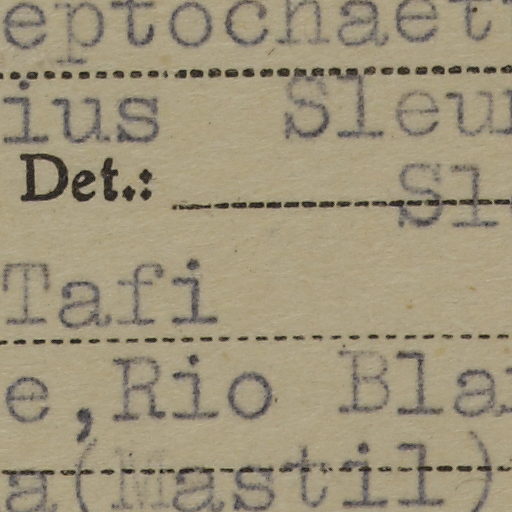 eptochaet
ius Sleu
Det.: Sl
Tafi
e, Rio Bla
a(Mastil)